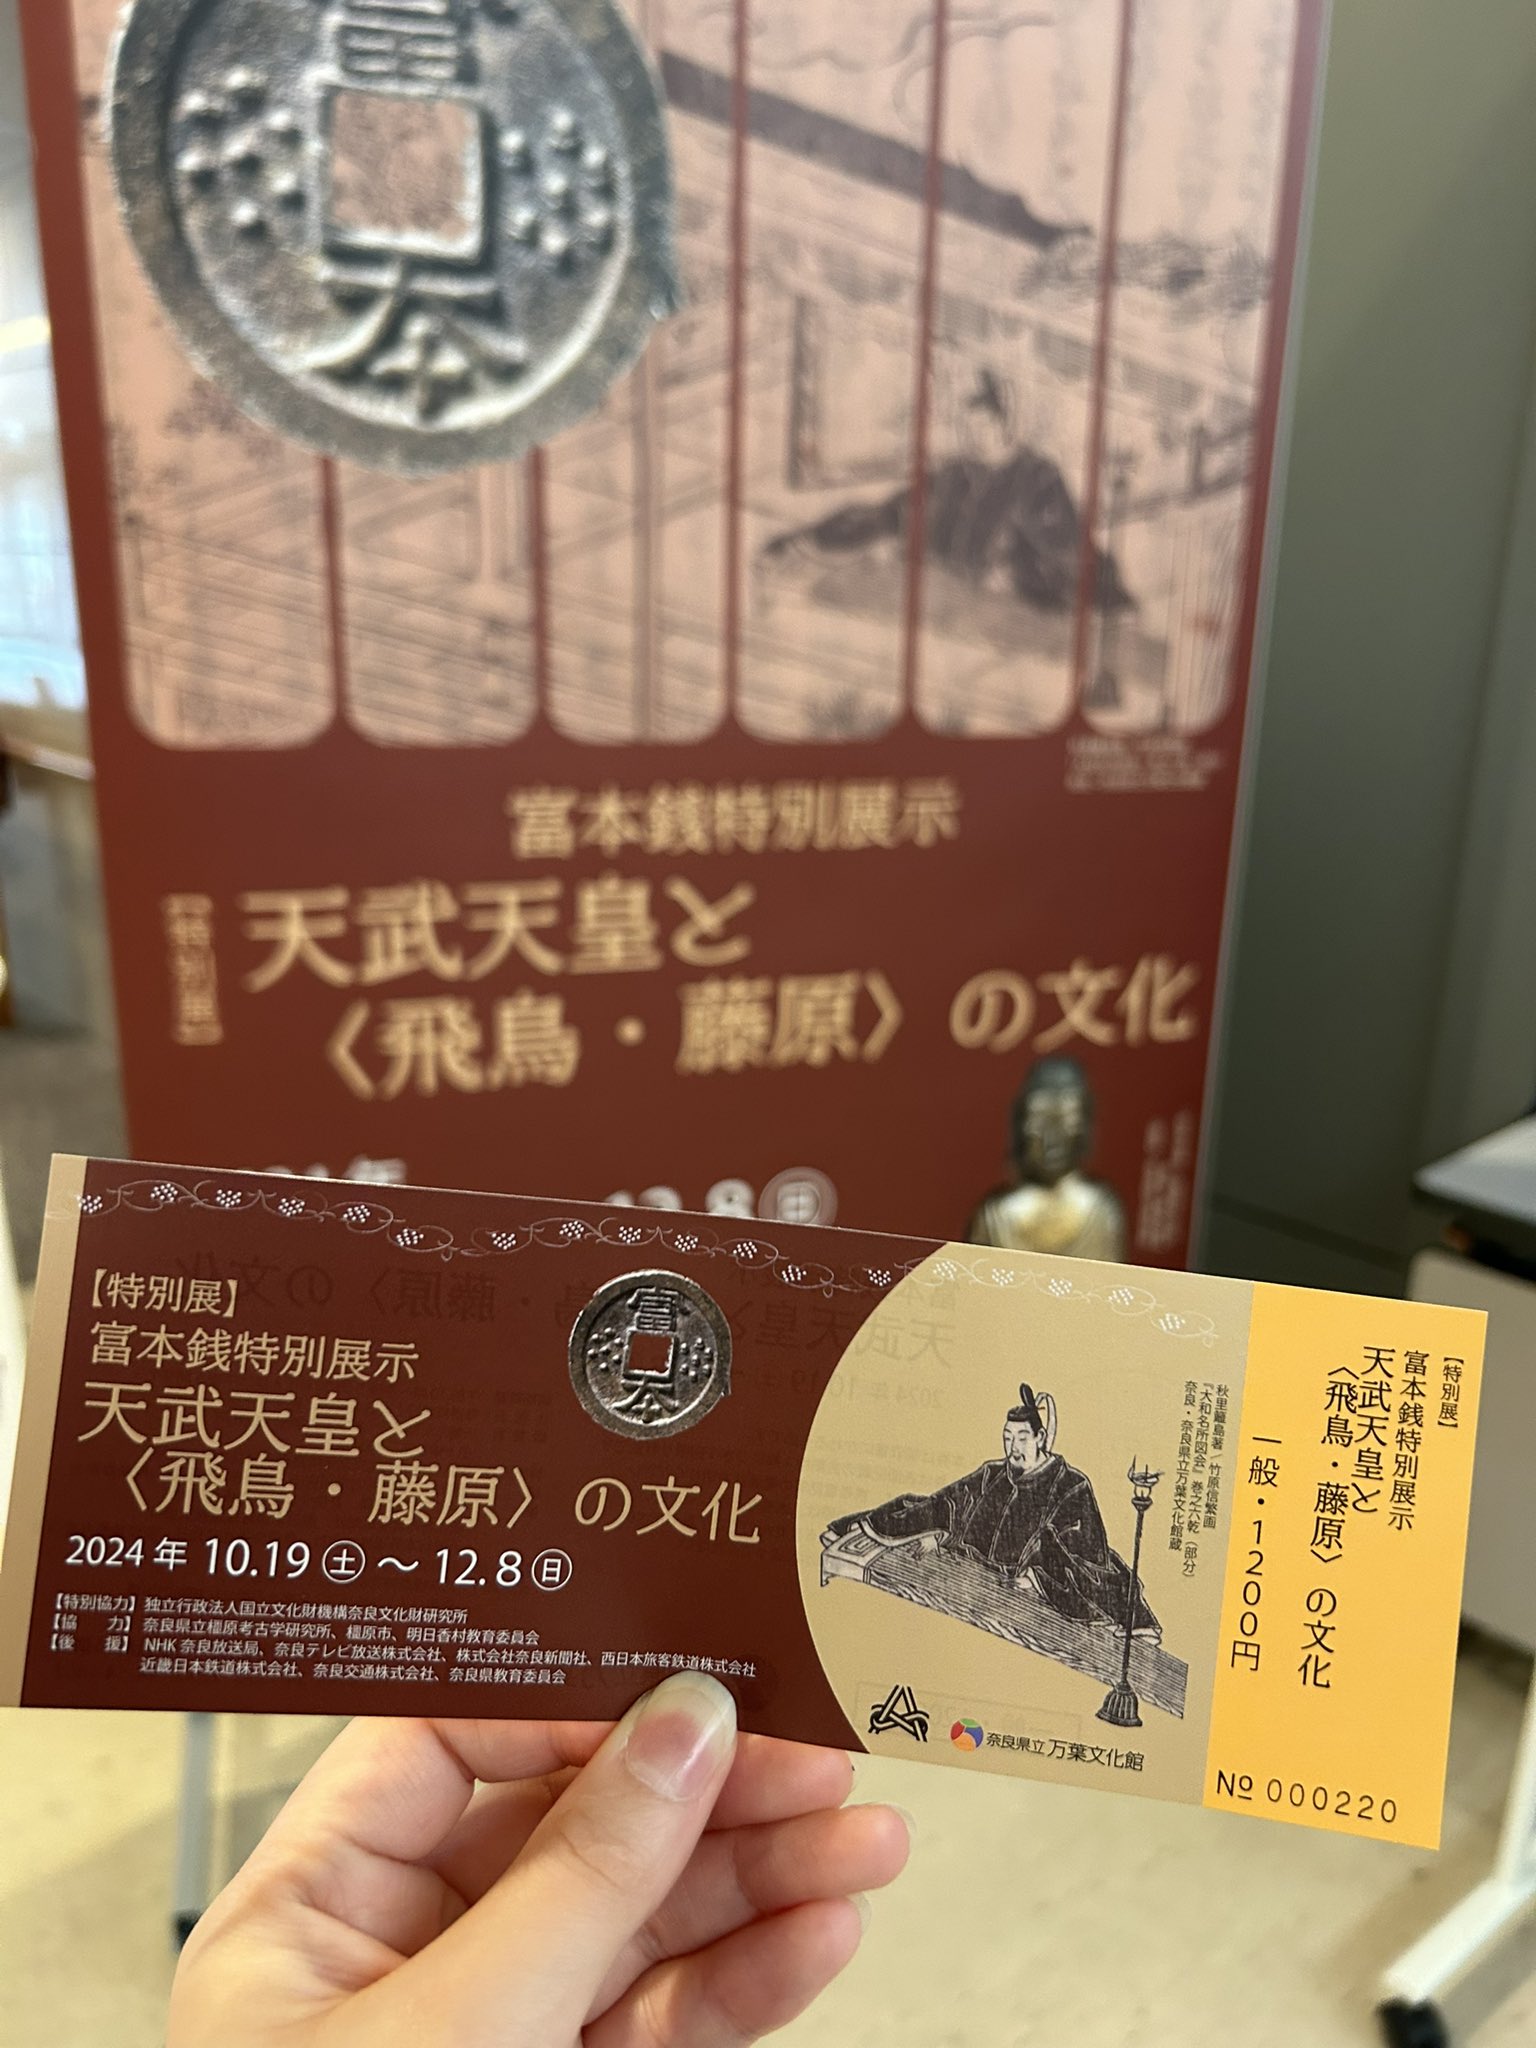 富
本
富本銭特別展示
【特別展】
天武天皇と
〈飛鳥・藤原〉の文化
12.8㊐
【特別展】
富本銭特別展示
天武天皇と
〈飛鳥・藤原〉の文化
2024年 10.19㊏～12.8㊐
【特別協力】独立行政法人国立文化財機構奈良文化財研究所
【協　　力】奈良県立橿原考古学研究所、橿原市、明日香村教育委員会
【後　　援】NHK奈良放送局、奈良テレビ放送株式会社、株式会社奈良新聞社、西日本旅客鉄道株式会社
近畿日本鉄道株式会社、奈良交通株式会社、奈良県教育委員会
富
本
秋里籬島著／竹原信繁画
『大和名所図会』巻之六乾（部分）
奈良・奈良県立万葉文化館蔵
奈良県立万葉文化館
【特別展】
富本銭特別展示
天武天皇と
〈飛鳥・藤原〉の文化
一般・1200円
№ 000220